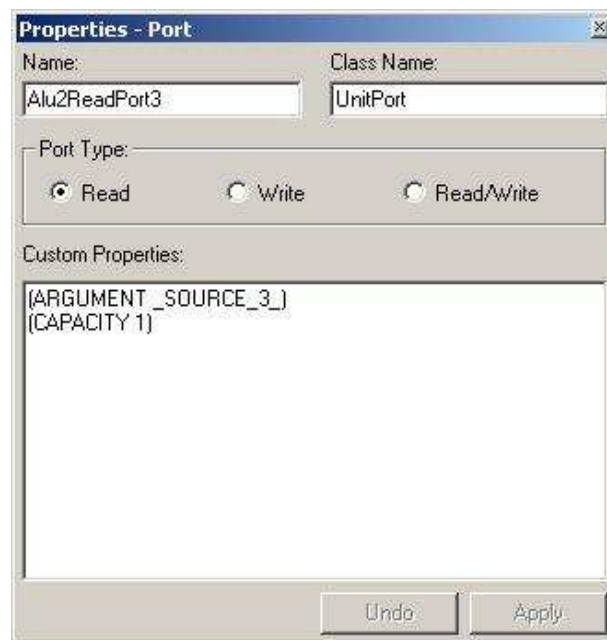 Properties - Port
Name: Class Name:
Alu2ReadPort3 UnitPort
Port Type:
Read Write Read/Write
Custom Properties:
(ARGUMENT _SOURCE_3_)
(CAPACITY 1)
Undo Apply